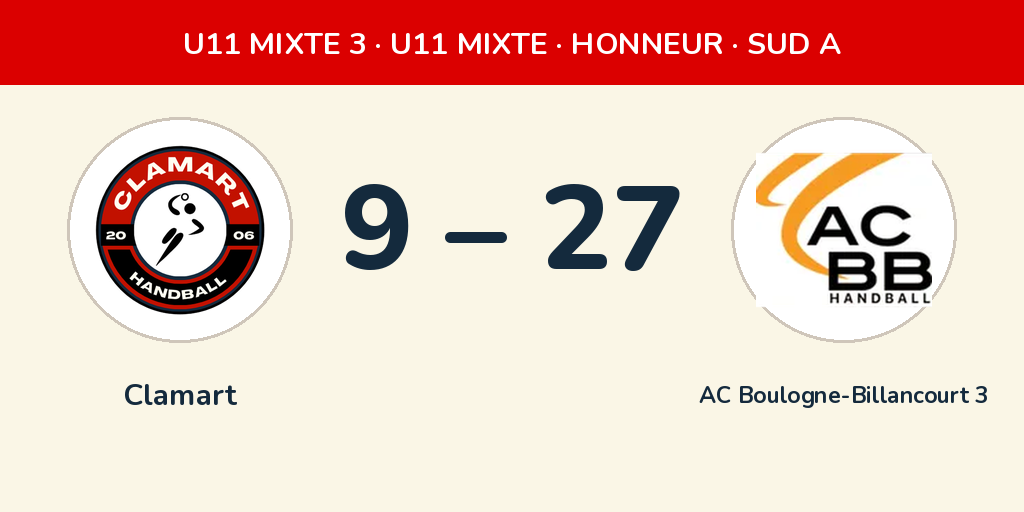 U11 MIXTE 3 · U11 MIXTE · HONNEUR · SUD A
CLAMART
20 06
HANDBALL
9 – 27
AC
BB
HANDBALL
Clamart
AC Boulogne-Billancourt 3